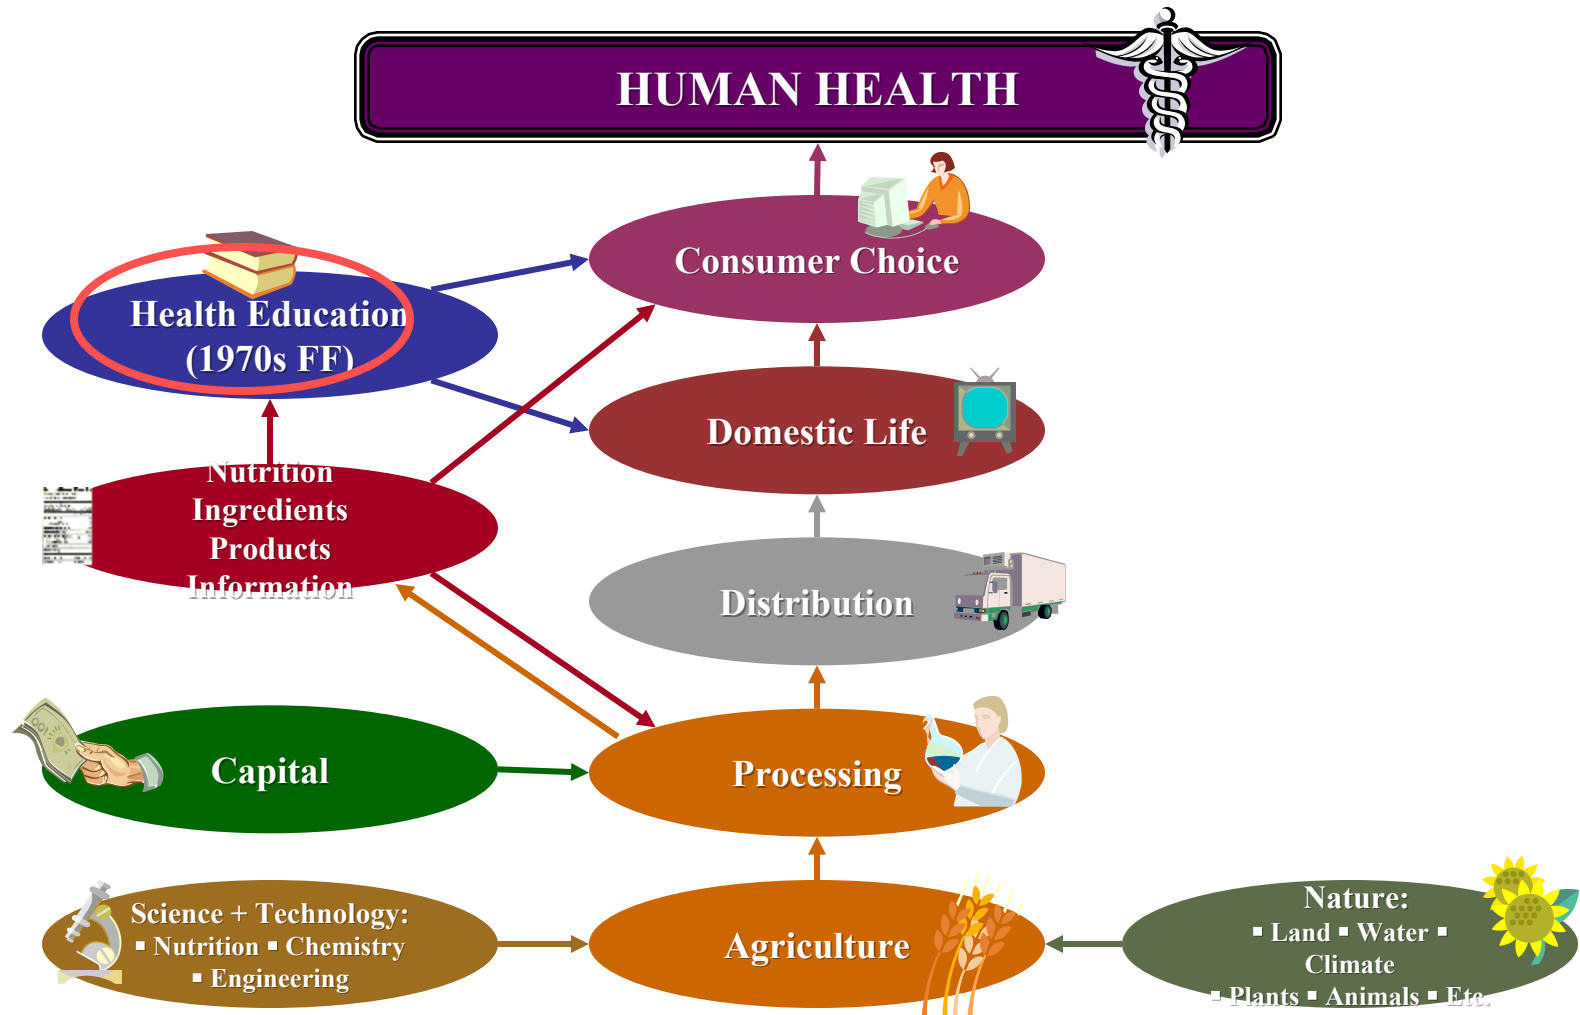 HUMAN HEALTH
Consumer Choice
Health Education
(1970s FF)
Domestic Life
Nutrition
Ingredients
Products
Information
Distribution
Capital
Processing
Science + Technology:
▪ Nutrition ▪ Chemistry
▪ Engineering
Agriculture
Nature:
▪ Land ▪ Water ▪
Climate
▪ Plants ▪ Animals ▪ Etc.